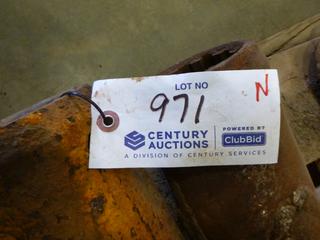 LOT NO
971
N
CENTURY
AUCTIONS
POWERED BY
ClubBid
A DIVISION OF CENTURY SERVICES